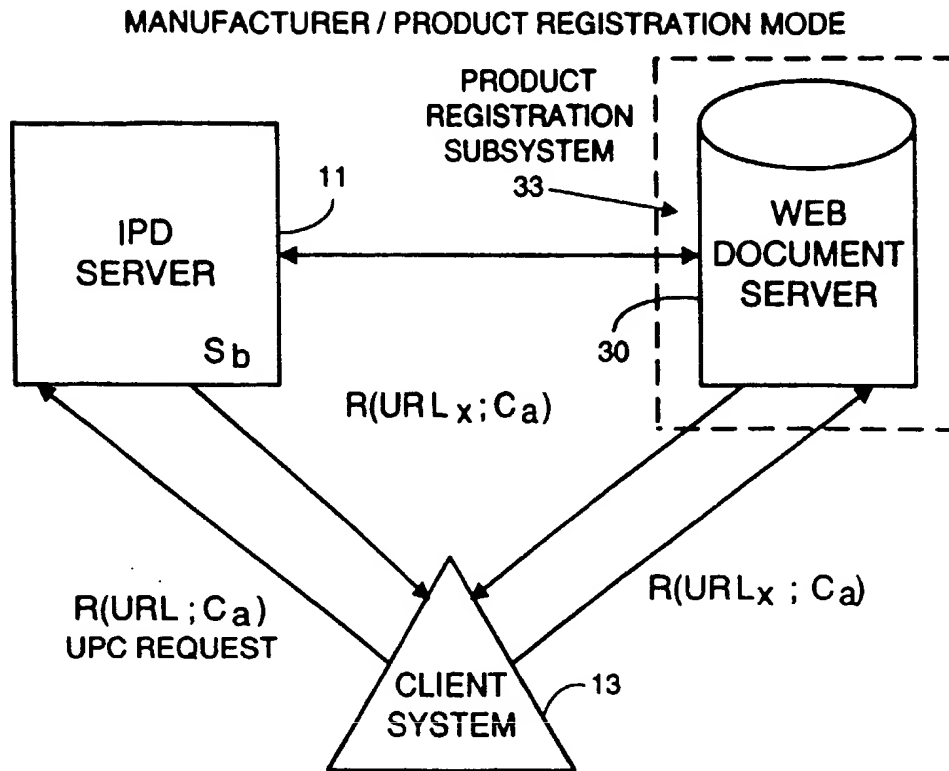 MANUFACTURER / PRODUCT REGISTRATION MODE
PRODUCT
REGISTRATION
SUBSYSTEM
33
11
IPD
SERVER
Sb
WEB
DOCUMENT
SERVER
30
R(URLx; Ca)
R(URL; Ca)
UPC REQUEST
R(URLx ; Ca)
CLIENT
SYSTEM
13